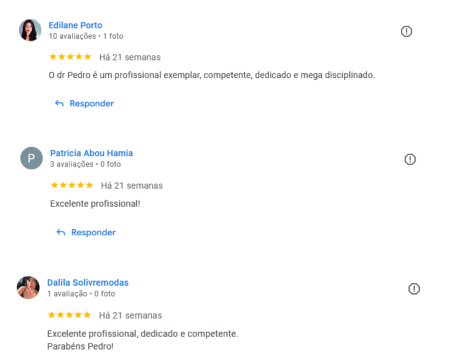 Edilane Porto
10 avaliações • 1 foto
★★★★★ Há 21 semanas
O dr Pedro é um profissional exemplar, competente, dedicado e mega disciplinado.
Responder
P
Patricia Abou Hamia
3 avaliações • 0 foto
★★★★★ Há 21 semanas
Excelente profissional!
Responder
Dalila Solivremodas
1 avaliação • 0 foto
★★★★★ Há 21 semanas
Excelente profissional, dedicado e competente.
Parabéns Pedro!